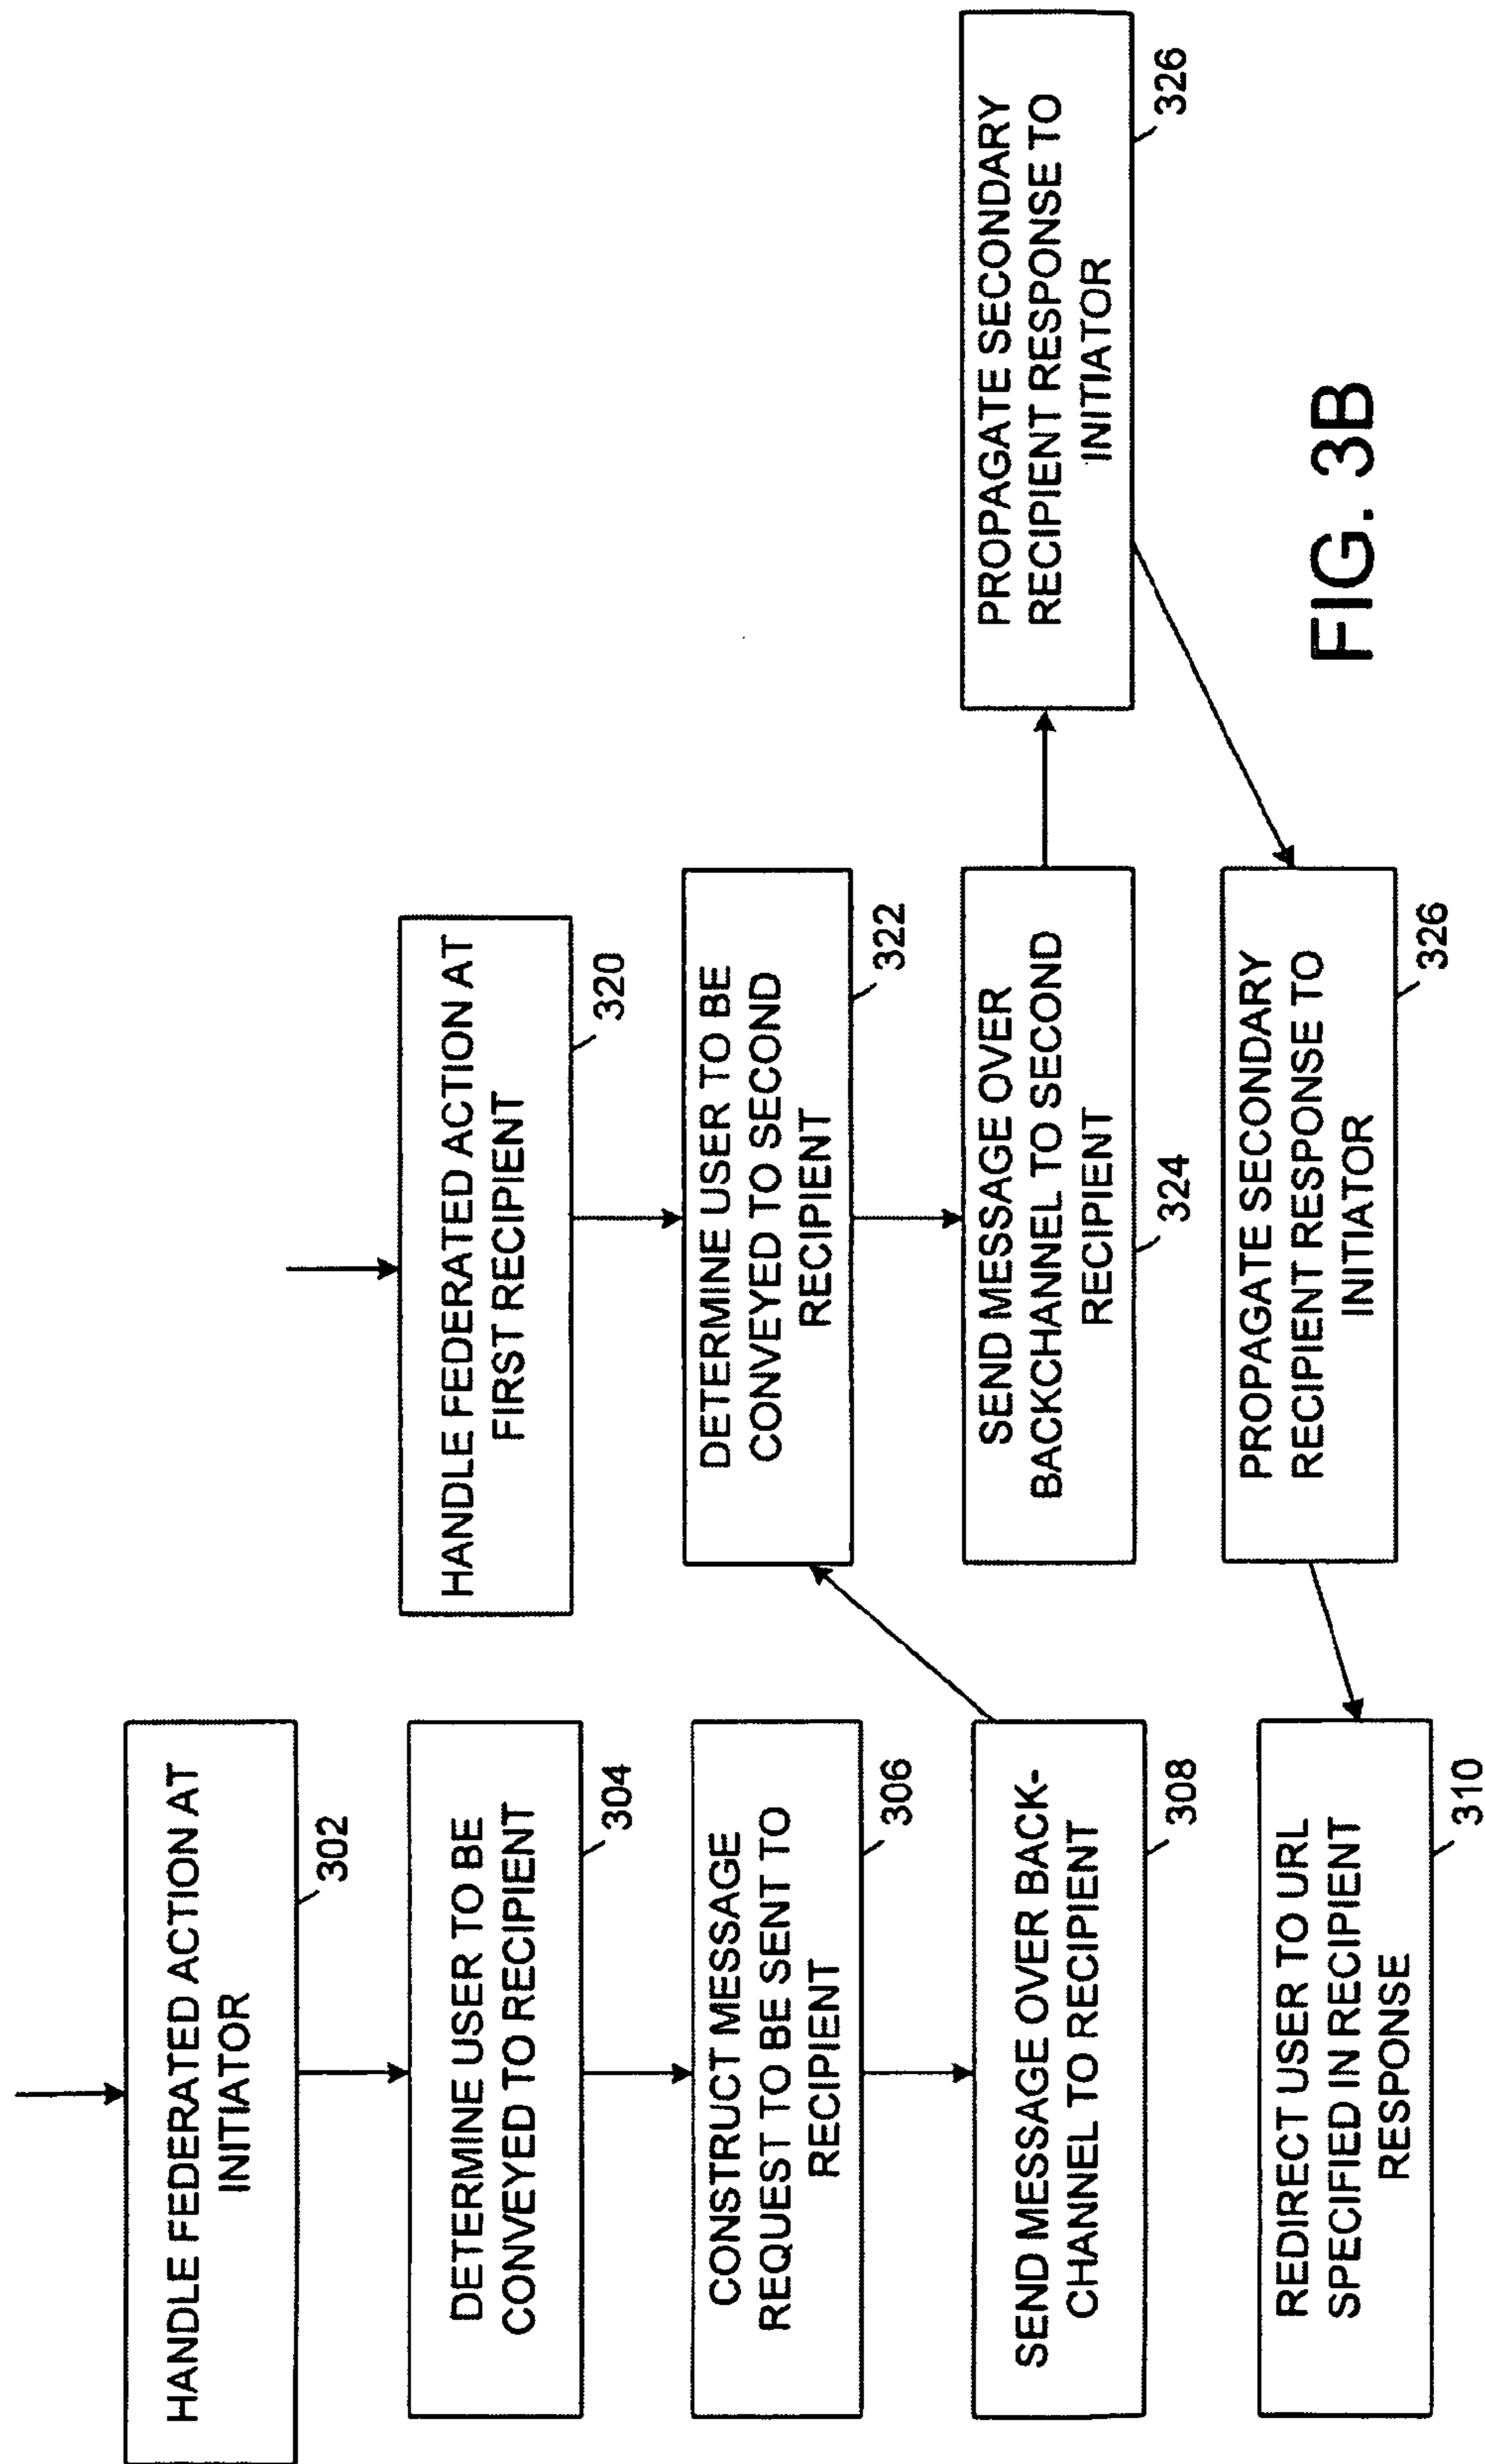 HANDLE FEDERATED ACTION AT
INITIATOR
302
DETERMINE USER TO BE
CONVEYED TO RECIPIENT
304
CONSTRUCT MESSAGE
REQUEST TO BE SENT TO
RECIPIENT
306
SEND MESSAGE OVER BACK-
CHANNEL TO RECIPIENT
308
REDIRECT USER TO URL
SPECIFIED IN RECIPIENT
RESPONSE
310
HANDLE FEDERATED ACTION AT
FIRST RECIPIENT
320
DETERMINE USER TO BE
CONVEYED TO SECOND
RECIPIENT
322
SEND MESSAGE OVER
BACKCHANNEL TO SECOND
RECIPIENT
324
PROPAGATE SECONDARY
RECIPIENT RESPONSE TO
INITIATOR
326
PROPAGATE SECONDARY
RECIPIENT RESPONSE TO
INITIATOR
326
FIG. 3B